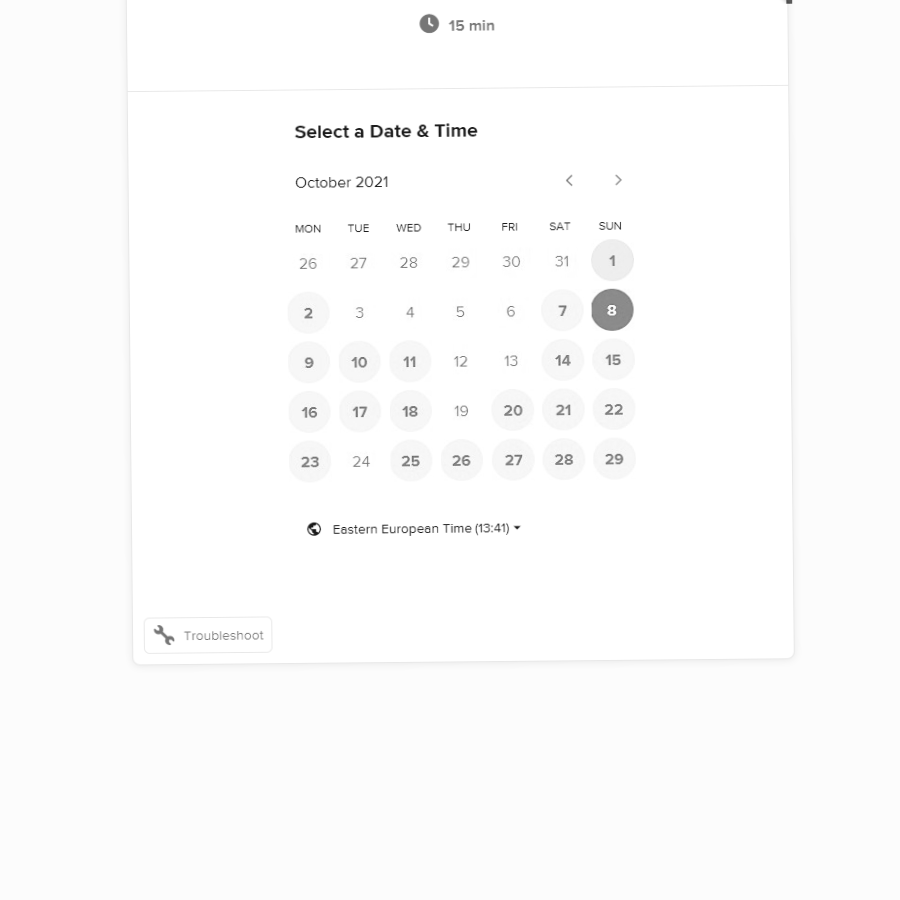 15 min
Select a Date & Time
October 2021
MON TUE WED THU FRI SAT SUN
26 27 28 29 30 31 1
2 3 4 5 6 7 8
9 10 11 12 13 14 15
16 17 18 19 20 21 22
23 24 25 26 27 28 29
Eastern European Time (13:41)
Troubleshoot